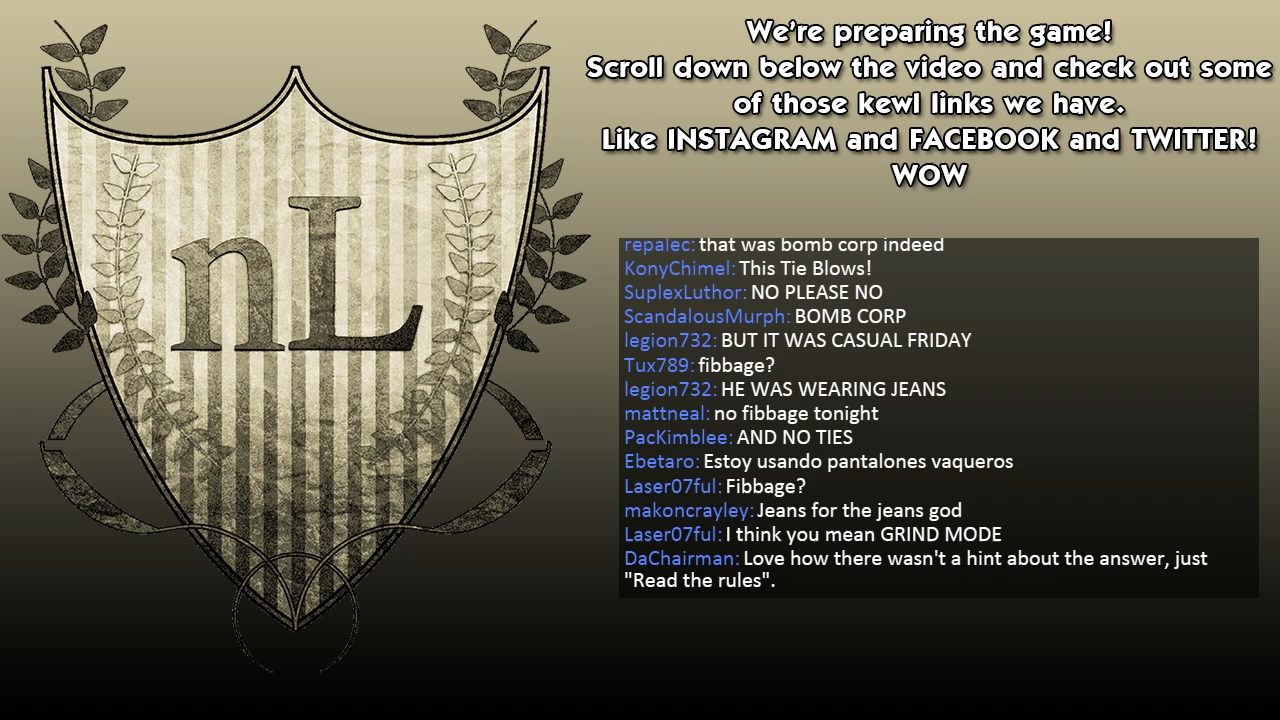 We're preparing the game!
Scroll down below the video and check out some
of those kewl links we have.
Like INSTAGRAM and FACEBOOK and TWITTER!
WOW
nL
repalec: that was bomb corp indeed
KonyChimel: This Tie Blows!
SuplexLuthor: NO PLEASE NO
ScandalousMurph: BOMB CORP
legion732: BUT IT WAS CASUAL FRIDAY
Tux789: fibbage?
legion732: HE WAS WEARING JEANS
mattneal: no fibbage tonight
PacKimblee: AND NO TIES
Ebetaro: Estoy usando pantalones vaqueros
Laser07ful: Fibbage?
makoncrayley: Jeans for the jeans god
Laser07ful: I think you mean GRIND MODE
DaChairman: Love how there wasn't a hint about the answer, just
"Read the rules".